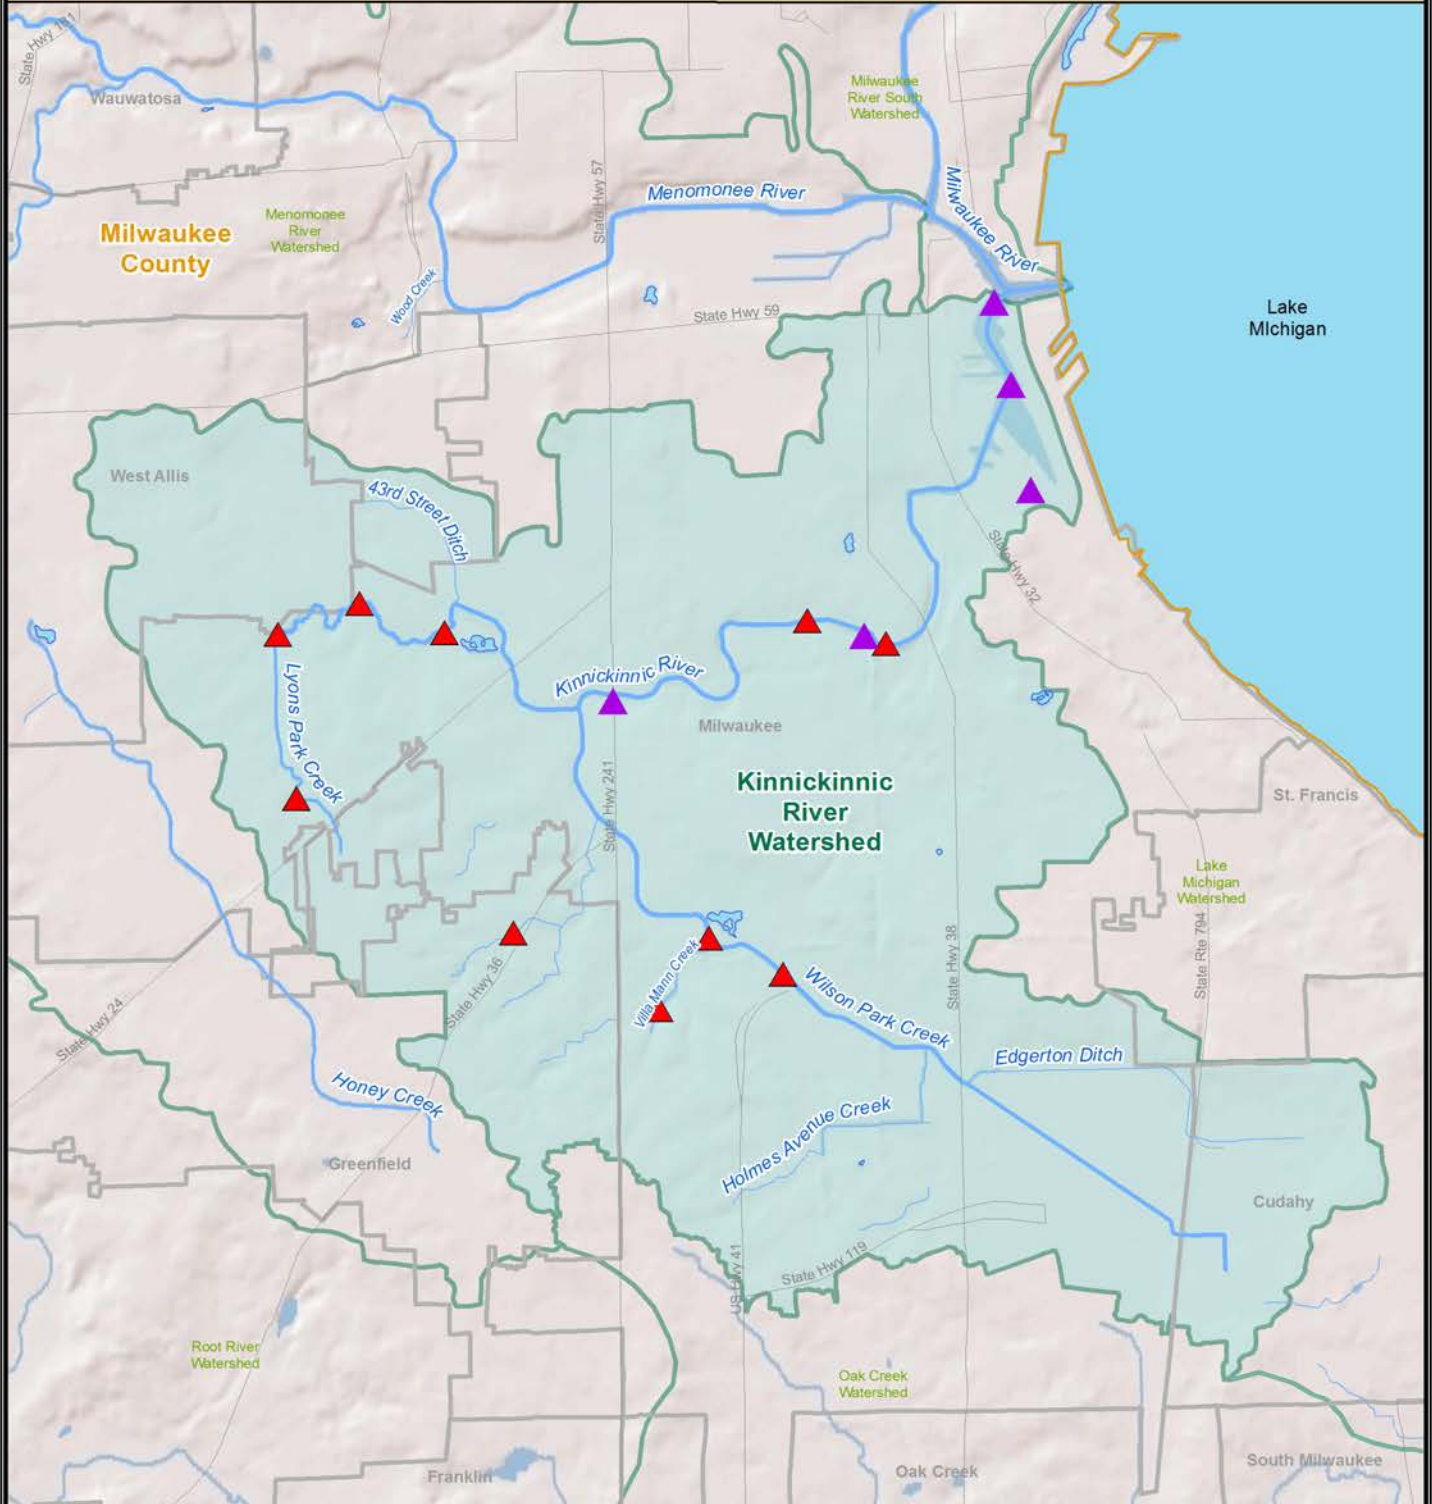 State Hwy 181
Wauwatosa
Milwaukee
River South
Watershed
State Hwy 57
Menomonee River
Milwaukee River
Milwaukee
County
Menomonee
River
Watershed
Wood Creek
State Hwy 59
Lake
MIchigan
West Allis
43rd Street Ditch
State Hwy 32
Lyons Park Creek
Kinnickinnic River
Milwaukee
State Hwy 241
Kinnickinnic
River
Watershed
St. Francis
Lake
Michigan
Watershed
State Hwy 36
State Hwy 24
Villa Mann Creek
Wilson Park Creek
State Hwy 38
State Rte 794
Edgerton Ditch
Honey Creek
Holmes Avenue Creek
Greenfield
Cudahy
State Hwy 119
US Hwy 41
Root River
Watershed
Oak Creek
Watershed
Franklin
Oak Creek
South Milwaukee